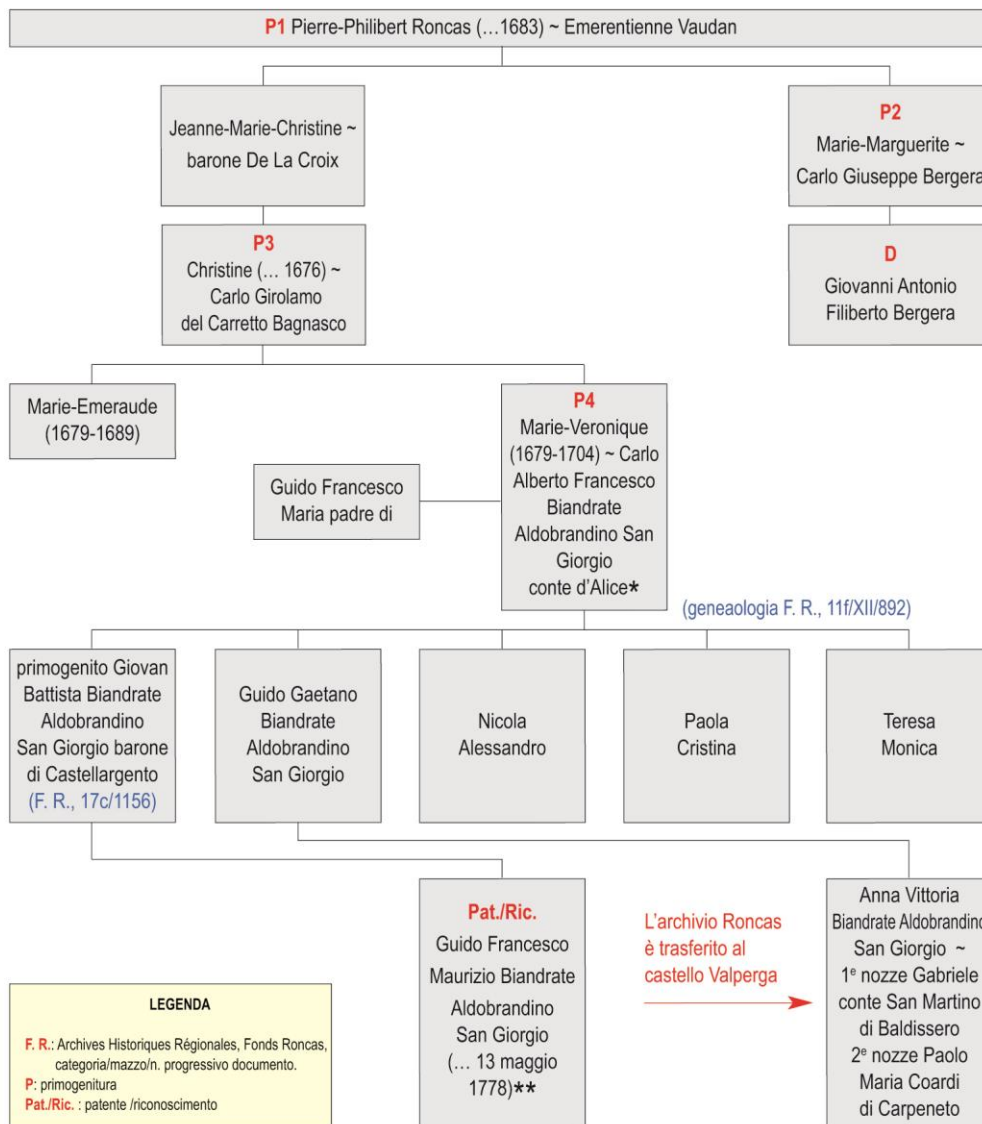 P1 Pierre-Philibert Roncas (…1683) ~ Emerentienne Vaudan
Jeanne-Marie-Christine ~
barone De La Croix
P2
Marie-Marguerite ~
Carlo Giuseppe Bergera
P3
Christine (… 1676) ~
Carlo Girolamo
del Carretto Bagnasco
D
Giovanni Antonio
Filiberto Bergera
Marie-Emeraude
(1679-1689)
P4
Marie-Veronique
(1679-1704) ~ Carlo
Alberto Francesco
Biandrate
Aldobrandino San
Giorgio
conte d’Alice*
Guido Francesco
Maria padre di
(geneaologia F. R., 11f/XII/892)
primogenito Giovan
Battista Biandrate
Aldobrandino
San Giorgio barone
di Castellargento
(F. R., 17c/1156)
Guido Gaetano
Biandrate
Aldobrandino
San Giorgio
Nicola
Alessandro
Paola
Cristina
Teresa
Monica
Pat./Ric.
Guido Francesco
Maurizio Biandrate
Aldobrandino
San Giorgio
(… 13 maggio
1778)**
L’archivio Roncas
è trasferito al
castello Valperga
Anna Vittoria
Biandrate Aldobrandino
San Giorgio ~
1e nozze Gabriele
conte San Martino
di Baldissero
2e nozze Paolo
Maria Coardi
di Carpeneto
LEGENDA
F. R.: Archives Historiques Régionales, Fonds Roncas,
categoria/mazzo/n. progressivo documento.
P: primogenitura
Pat./Ric. : patente /riconoscimento